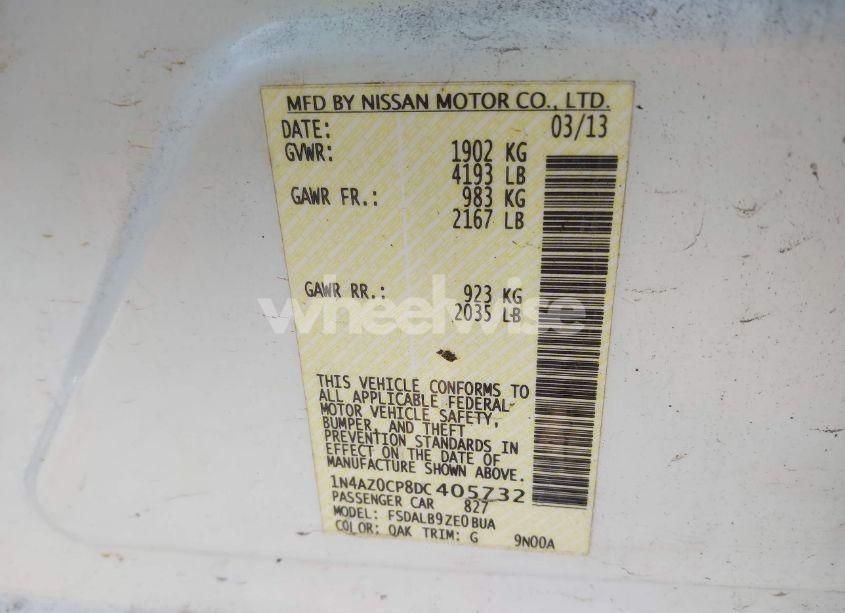 MFD BY NISSAN MOTOR CO., LTD.
DATE: 03/13
GVWR: 1902 KG
4193 LB
GAWR FR.: 983 KG
2167 LB
GAWR RR.: 923 KG
2035 LB
wheelwise
THIS VEHICLE CONFORMS TO
ALL APPLICABLE FEDERAL
MOTOR VEHICLE SAFETY,
BUMPER, AND THEFT
PREVENTION STANDARDS IN
EFFECT ON THE DATE OF
MANUFACTURE SHOWN ABOVE.
1N4AZ0CP8DC405732
PASSENGER CAR 827
MODEL: FSDALB9ZE0BUA
COLOR: QAK TRIM: G 9N00A